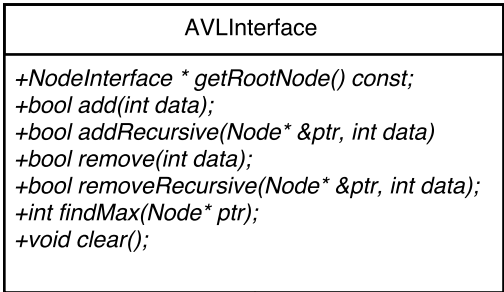 AVLInterface
+NodeInterface * getRootNode() const;
+bool add(int data);
+bool addRecursive(Node* &ptr, int data)
+bool remove(int data);
+bool removeRecursive(Node* &ptr, int data);
+int findMax(Node* ptr);
+void clear();